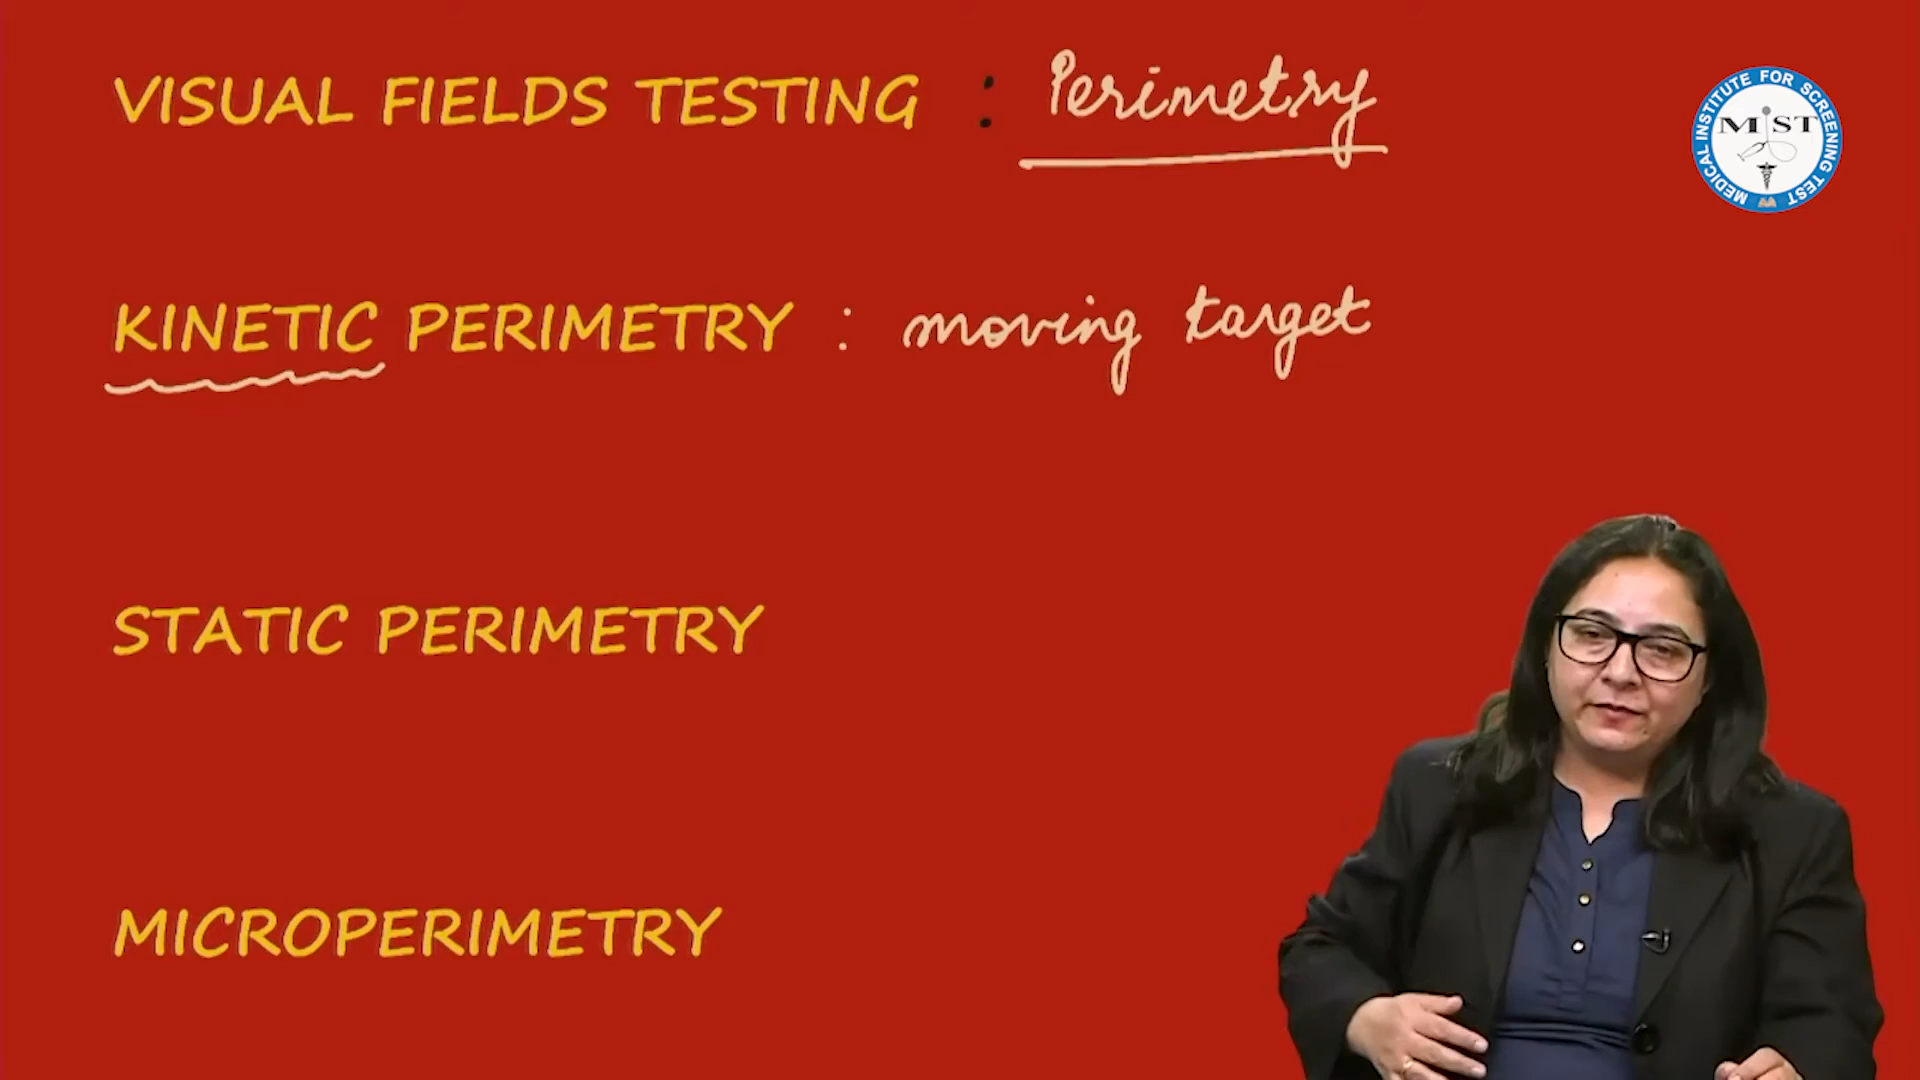 VISUAL FIELDS TESTING : Perimetry
MEDICAL INSTITUTE FOR SCREENING TEST
MIST
KINETIC PERIMETRY : moving target
STATIC PERIMETRY
MICROPERIMETRY